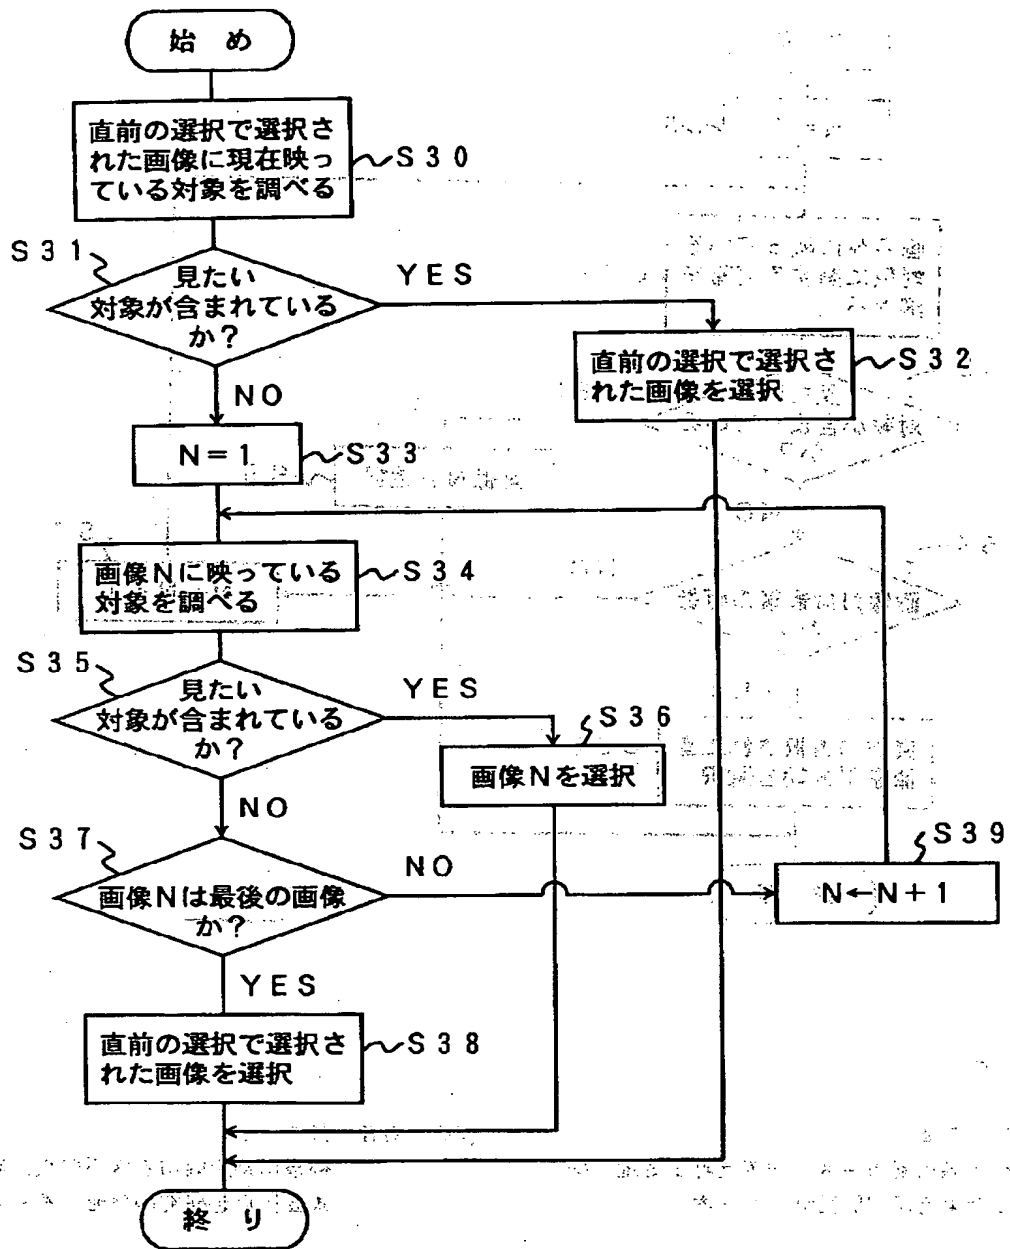 始 め
直前の選択で選択さ
れた画像に現在映っ
ている対象を調べる
S30
S31
見たい
対象が含まれている
か？
YES
NO
直前の選択で選択さ
れた画像を選択
S32
N＝1
S33
画像Nに映っている
対象を調べる
S34
S35
見たい
対象が含まれている
か？
YES
NO
S36
画像Nを選択
S37
画像Nは最後の画像
か？
NO
YES
S39
N←N＋1
直前の選択で選択さ
れた画像を選択
S38
終 り